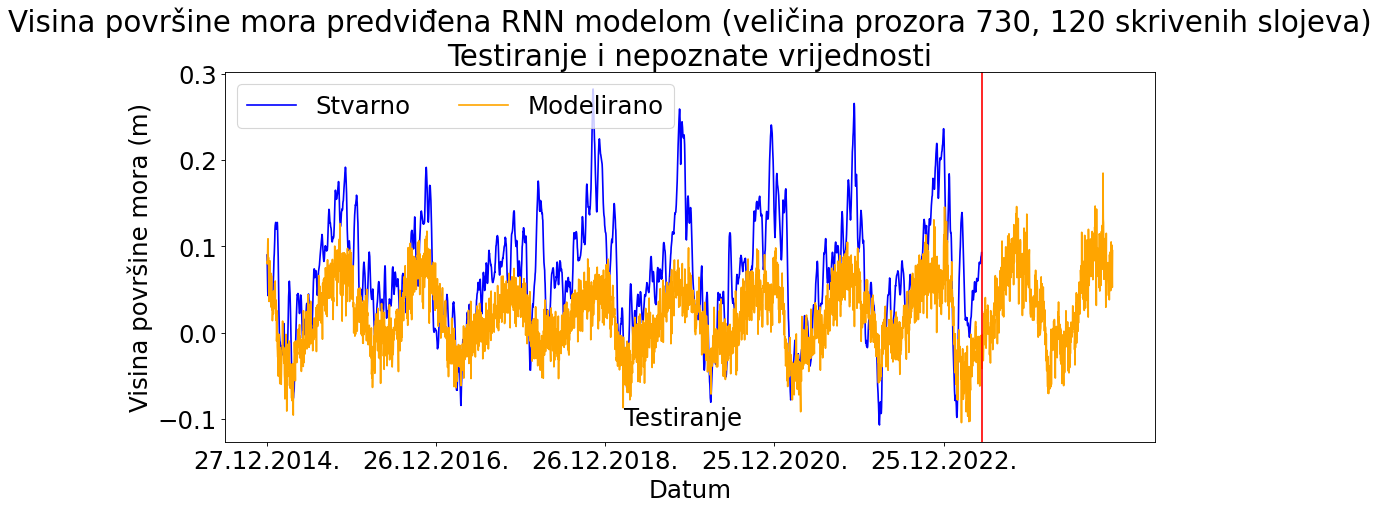 Visina površine mora predviđena RNN modelom (veličina prozora 730, 120 skrivenih slojeva)
Testiranje i nepoznate vrijednosti
Visina površine mora (m)
0.3
0.2
0.1
0.0
−0.1
Stvarno Modelirano
Testiranje
27.12.2014. 26.12.2016. 26.12.2018. 25.12.2020. 25.12.2022.
Datum